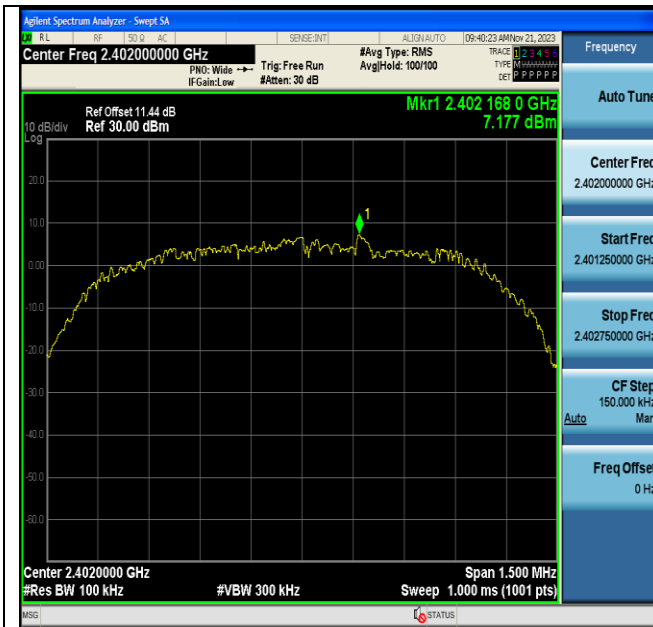 Agilent Spectrum Analyzer - Swept SA
RL RF 50 Ω AC SENSE:INT ALIGNAUTO 09:40:23 AM Nov 21, 2023
Center Freq 2.402000000 GHz
PNO: Wide
IFGain:Low
Trig: Free Run
#Atten: 30 dB
#Avg Type: RMS
Avg|Hold: 100/100
TRACE 1 2 3 4 5 6
TYPE
DET P P P P P P
Ref Offset 11.44 dB
10 dB/div Ref 30.00 dBm
Log
Mkr1 2.402 168 0 GHz
7.177 dBm
1
20.0
10.0
0.00
-10.0
-20.0
-30.0
-40.0
-50.0
-60.0
Center 2.4020000 GHz
#Res BW 100 kHz
#VBW 300 kHz
Span 1.500 MHz
Sweep 1.000 ms (1001 pts)
MSG
STATUS
Frequency
Auto Tune
Center Freq
2.402000000 GHz
Start Freq
2.401250000 GHz
Stop Freq
2.402750000 GHz
CF Step
150.000 kHz
Auto Man
Freq Offset
0 Hz